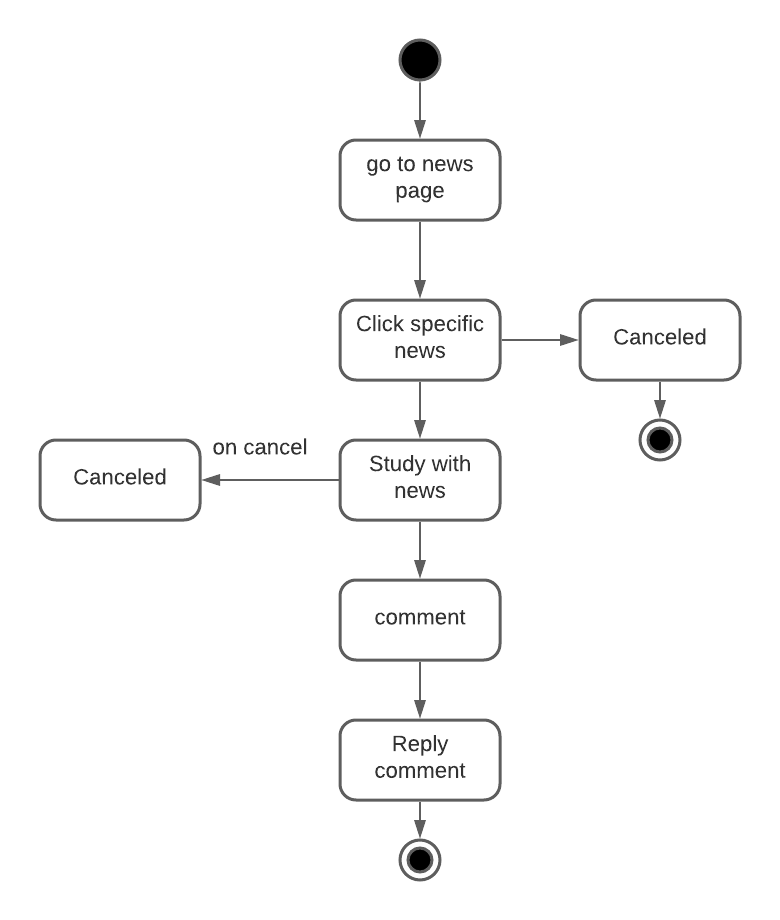 go to news
page
Click specific
news
Canceled
on cancel
Canceled
Study with
news
comment
Reply
comment